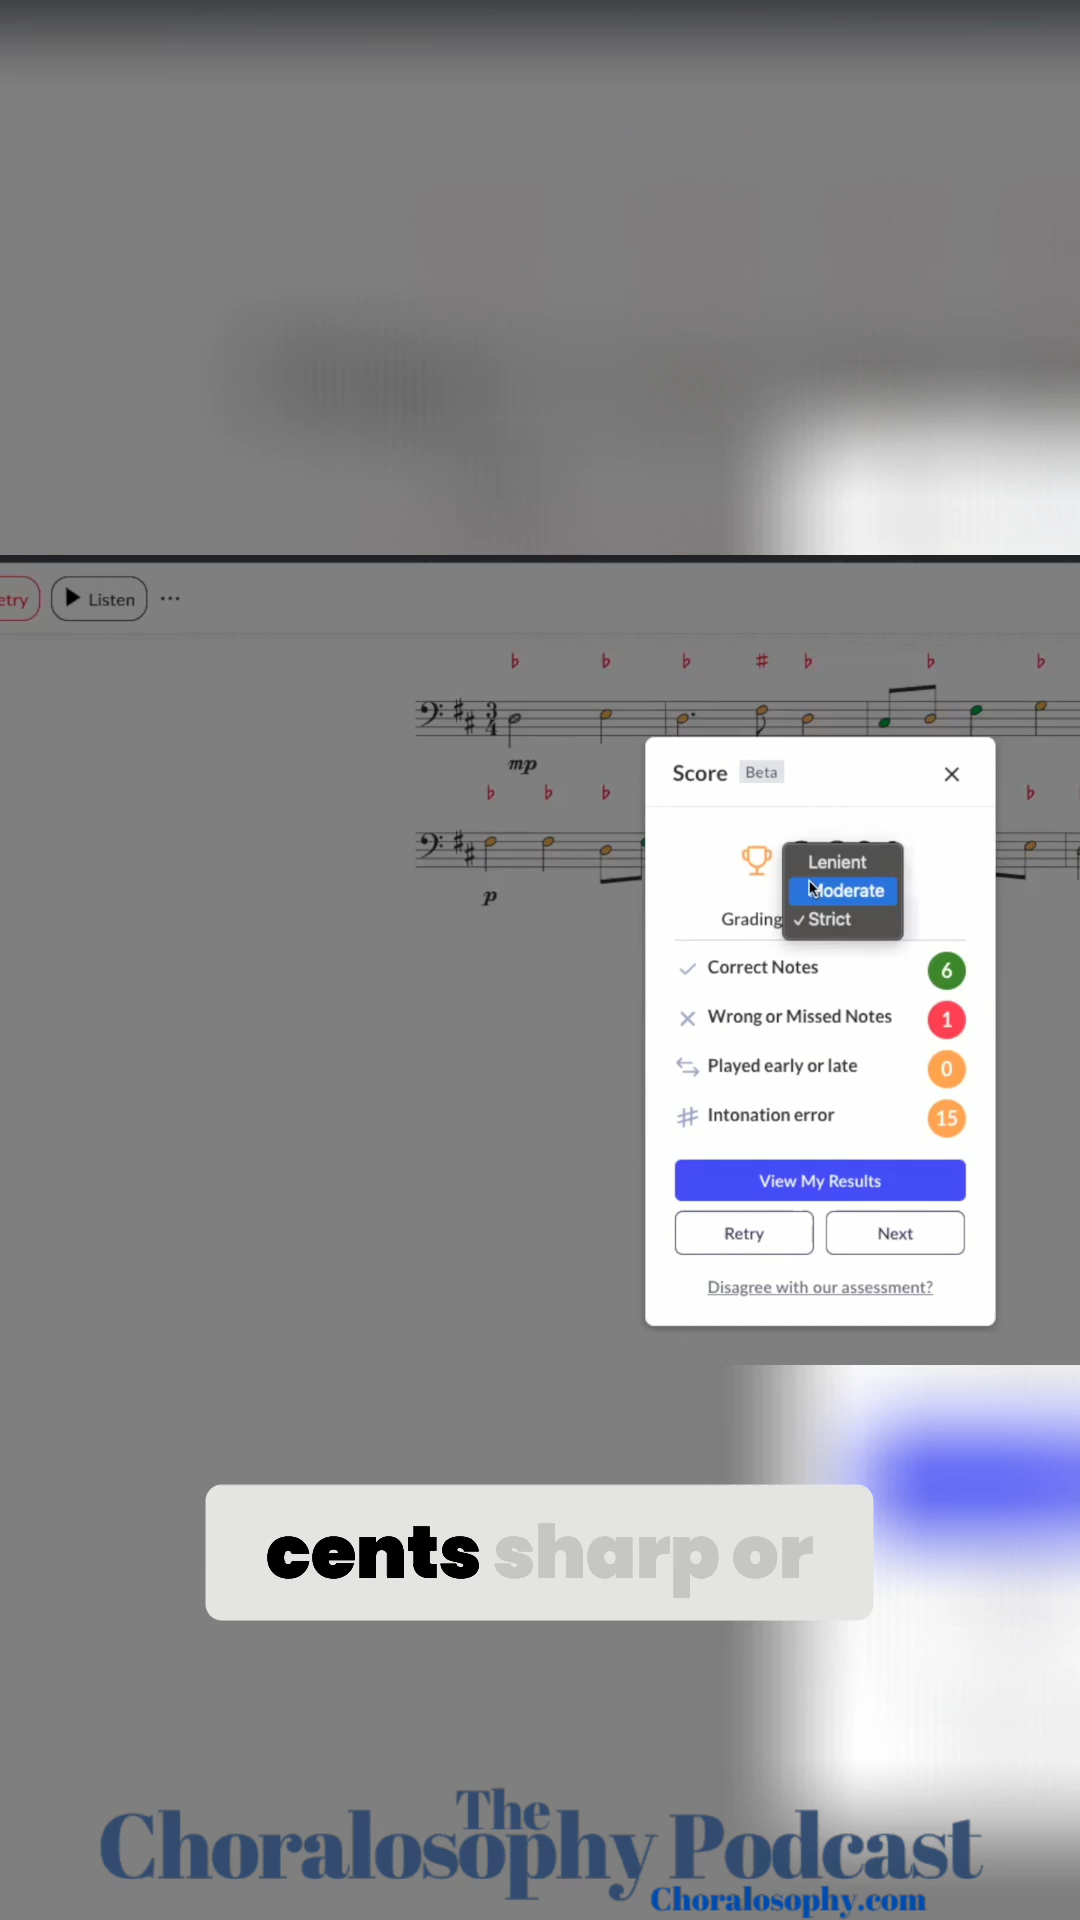 Listen
3
4
mp
p
Score Beta
Lenient
Moderate
✓ Strict
Grading
Correct Notes 6
Wrong or Missed Notes 1
Played early or late 0
Intonation error 15
View My Results
Retry Next
Disagree with our assessment?
cents sharp or
The
Choralosophy Podcast
Choralosophy.com